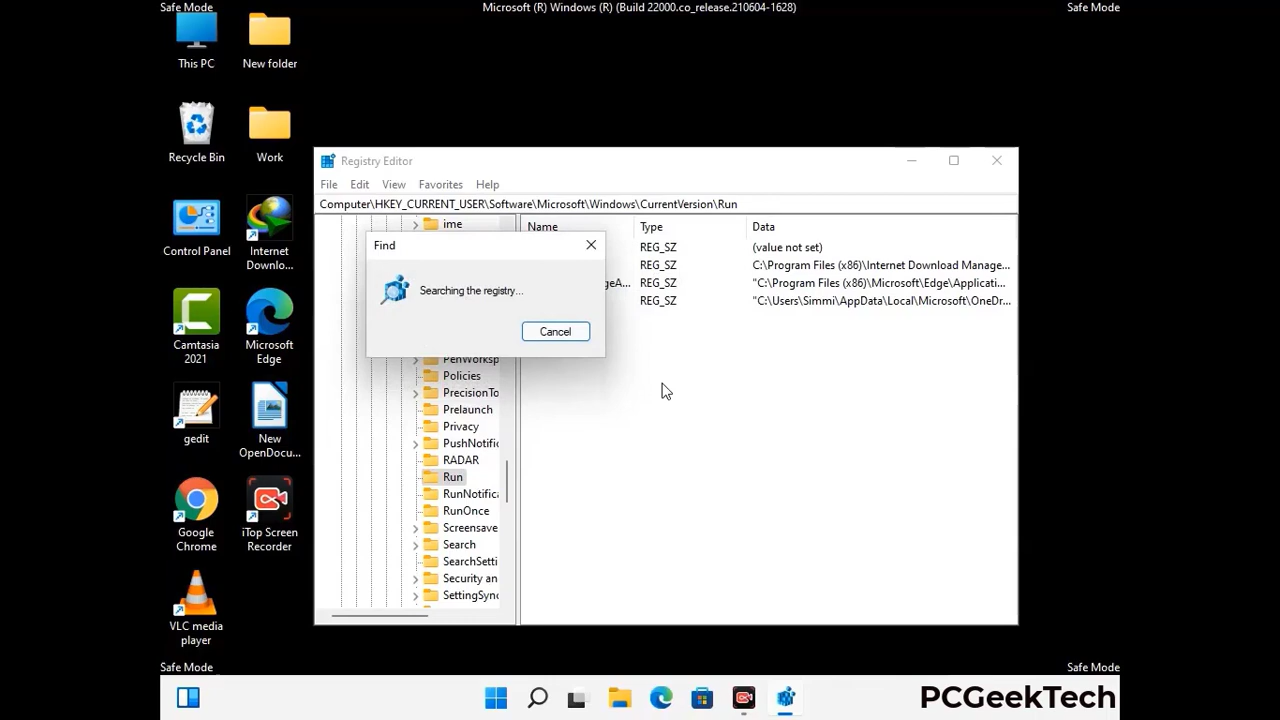 Safe Mode
Microsoft (R) Windows (R) (Build 22000.co_release.210604-1628)
Safe Mode
This PC
New folder
Recycle Bin
Work
Control Panel
Internet
Downlo...
Camtasia
2021
Microsoft
Edge
gedit
New
OpenDocu...
Google
Chrome
iTop Screen
Recorder
VLC media
player
Registry Editor
File Edit View Favorites Help
Computer\HKEY_CURRENT_USER\Software\Microsoft\Windows\CurrentVersion\Run
ime
PenWorksp
Policies
PrecisionTo
Prelaunch
Privacy
PushNotific
RADAR
Run
RunNotifica
RunOnce
Screensave
Search
SearchSetti
Security an
SettingSync
Name Type Data
REG_SZ (value not set)
REG_SZ C:\Program Files (x86)\Internet Download Manage...
geA... REG_SZ "C:\Program Files (x86)\Microsoft\Edge\Applicati...
REG_SZ "C:\Users\Simmi\AppData\Local\Microsoft\OneDr...
Find
Searching the registry...
Cancel
Safe Mode
Safe Mode
PCGeekTech